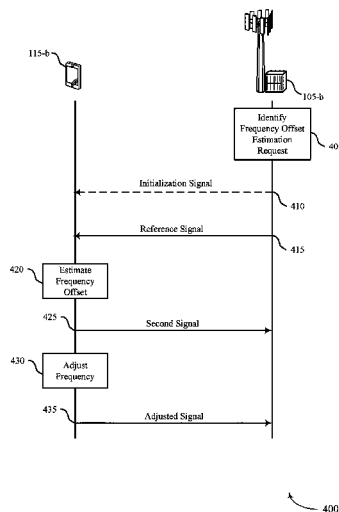 115-b
105-b
Identify
Frequency Offset
Estimation
Request
40
Initialization Signal
410
Reference Signal
415
420
Estimate
Frequency
Offset
425
Second Signal
430
Adjust
Frequency
435
Adjusted Signal
400